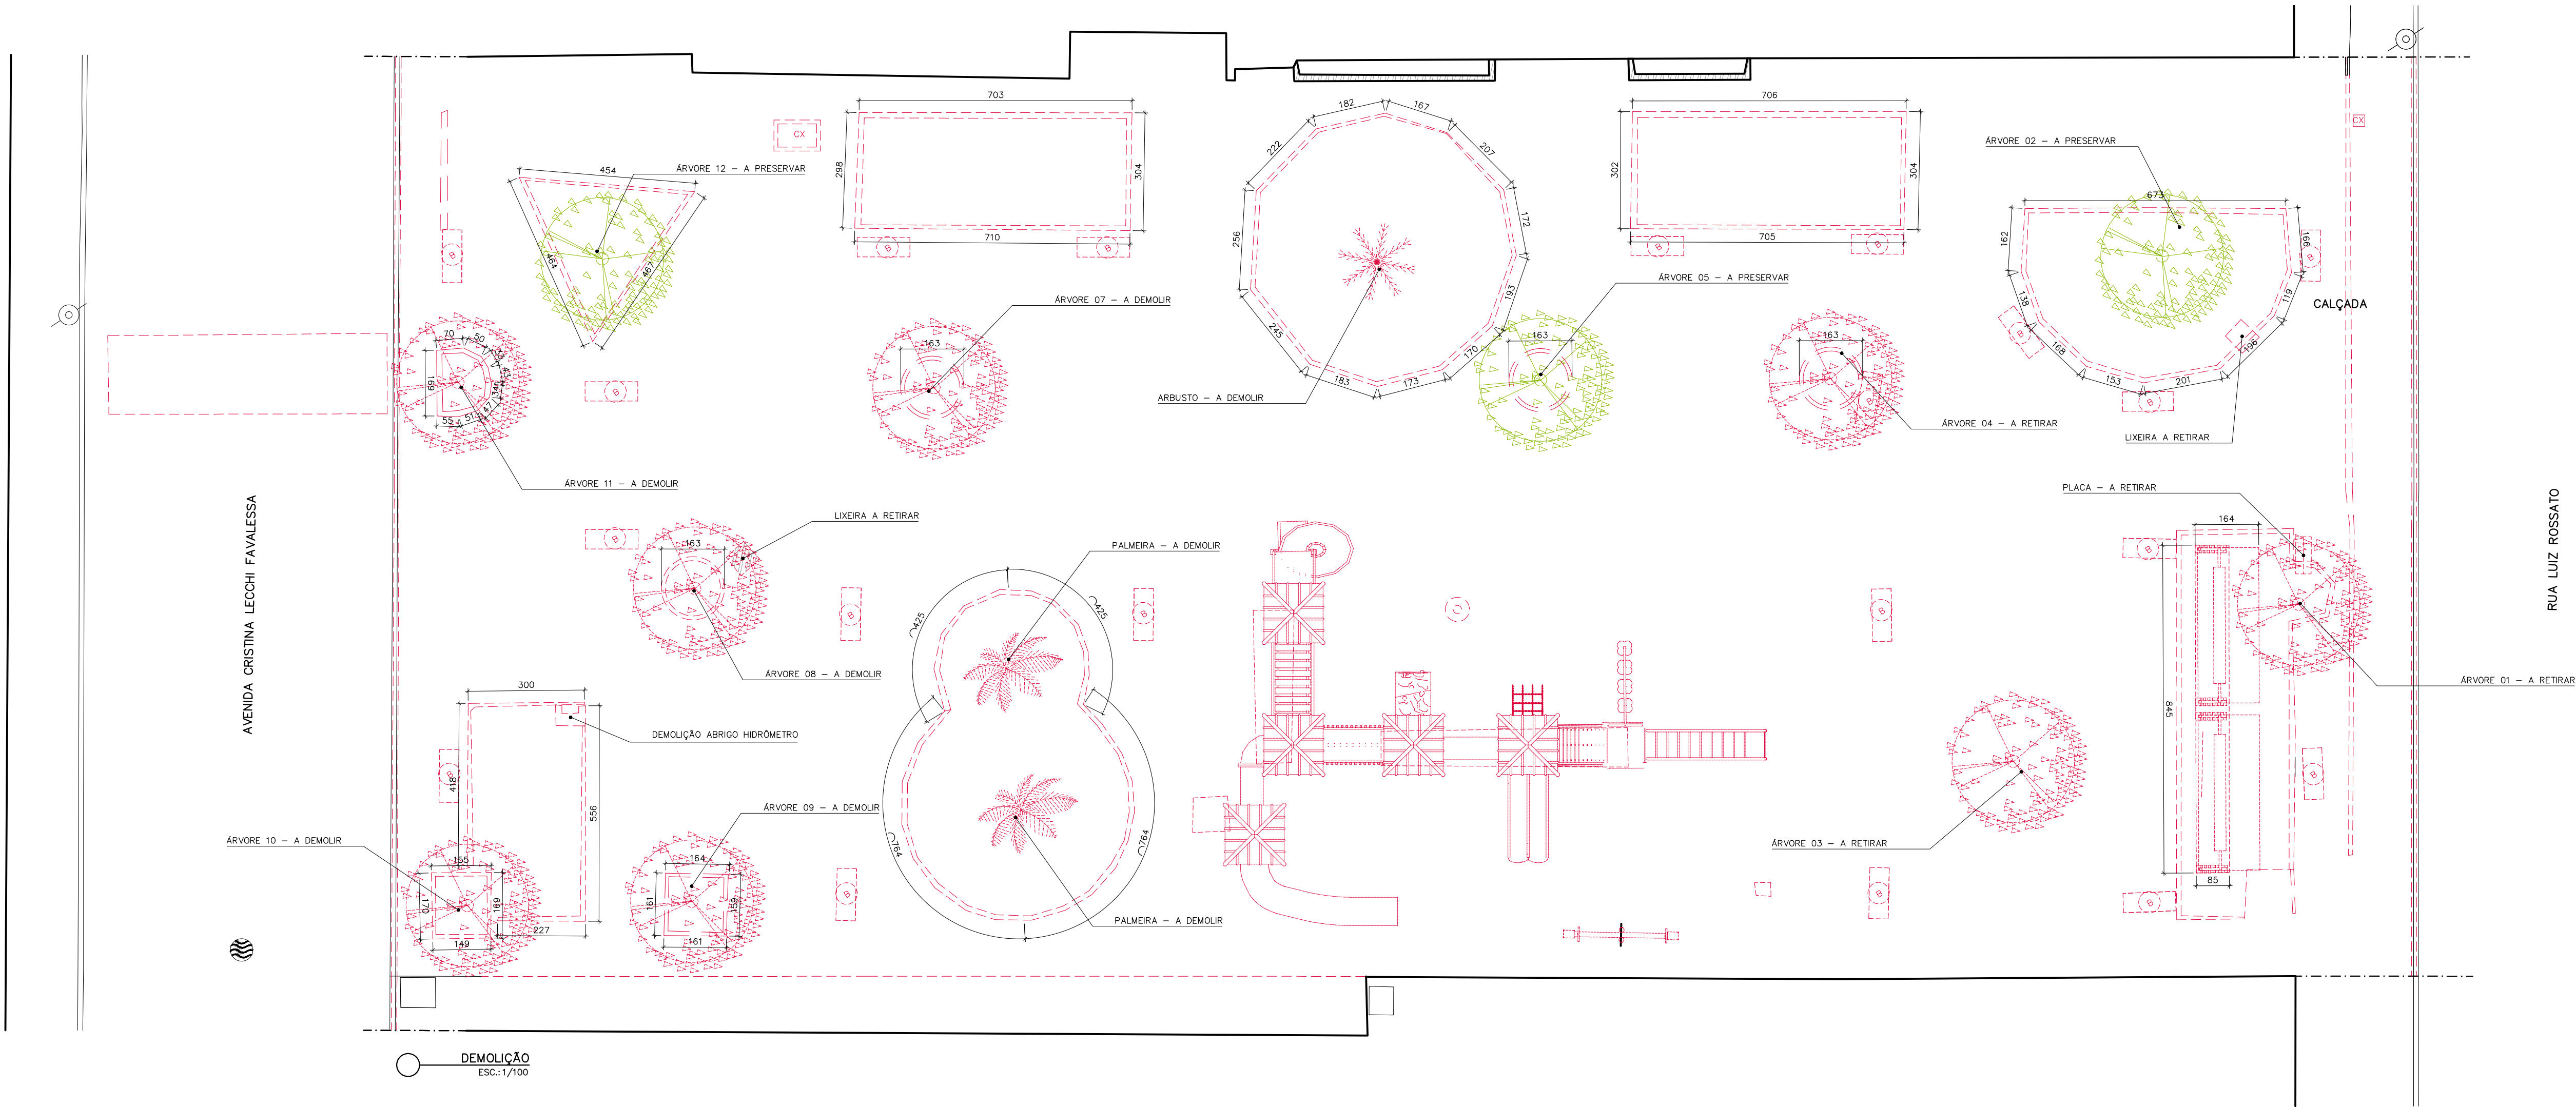 703
706
182
167
CX
CX
ÁRVORE 12 – A PRESERVAR
454
298
304
222
207
302
304
ÁRVORE 02 – A PRESERVAR
673
172
256
162
166
710
705
B
B
B
B
B
B
464
467
ÁRVORE 05 – A PRESERVAR
193
ÁRVORE 07 – A DEMOLIR
138
119
CALÇADA
245
170
163
163
163
B
168
196
70
50
33
43
34
47
51
55
169
183
173
153
201
B
B
B
ARBUSTO – A DEMOLIR
ÁRVORE 04 – A RETIRAR
LIXEIRA A RETIRAR
ÁRVORE 11 – A DEMOLIR
PLACA – A RETIRAR
AVENIDA CRISTINA LECCHI FAVALESSA
RUA LUIZ ROSSATO
LIXEIRA A RETIRAR
164
B
163
PALMEIRA – A DEMOLIR
B
425
425
B
B
B
ÁRVORE 08 – A DEMOLIR
ÁRVORE 01 – A RETIRAR
300
845
DEMOLIÇÃO ABRIGO HIDRÔMETRO
418
B
B
556
ÁRVORE 09 – A DEMOLIR
ÁRVORE 10 – A DEMOLIR
764
764
ÁRVORE 03 – A RETIRAR
155
164
85
170
169
161
159
B
B
B
PALMEIRA – A DEMOLIR
227
149
161
DEMOLIÇÃO
ESC.:1/100